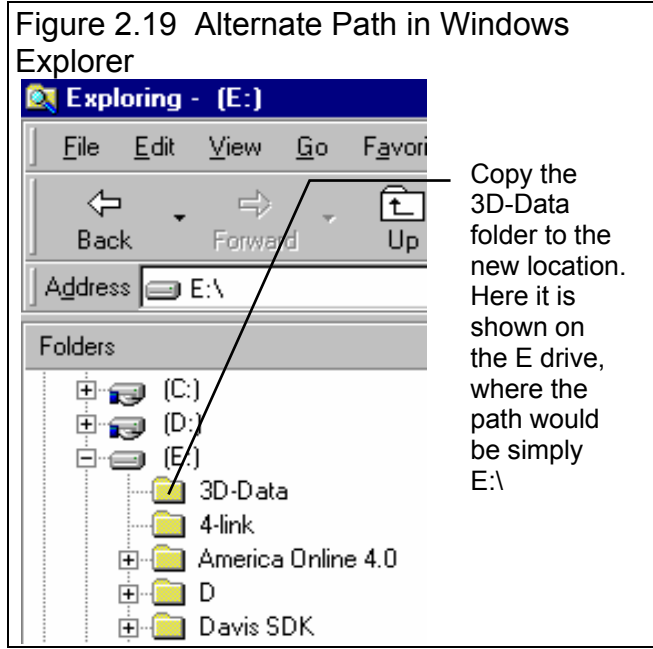 Figure 2.19  Alternate Path in Windows
Explorer
Exploring - (E:)
File Edit View Go Favori
Back Forward Up
Address E:\
Folders
(C:)
(D:)
(E:)
3D-Data
4-link
America Online 4.0
D
Davis SDK
Copy the
3D-Data
folder to the
new location.
Here it is
shown on
the E drive,
where the
path would
be simply
E:\